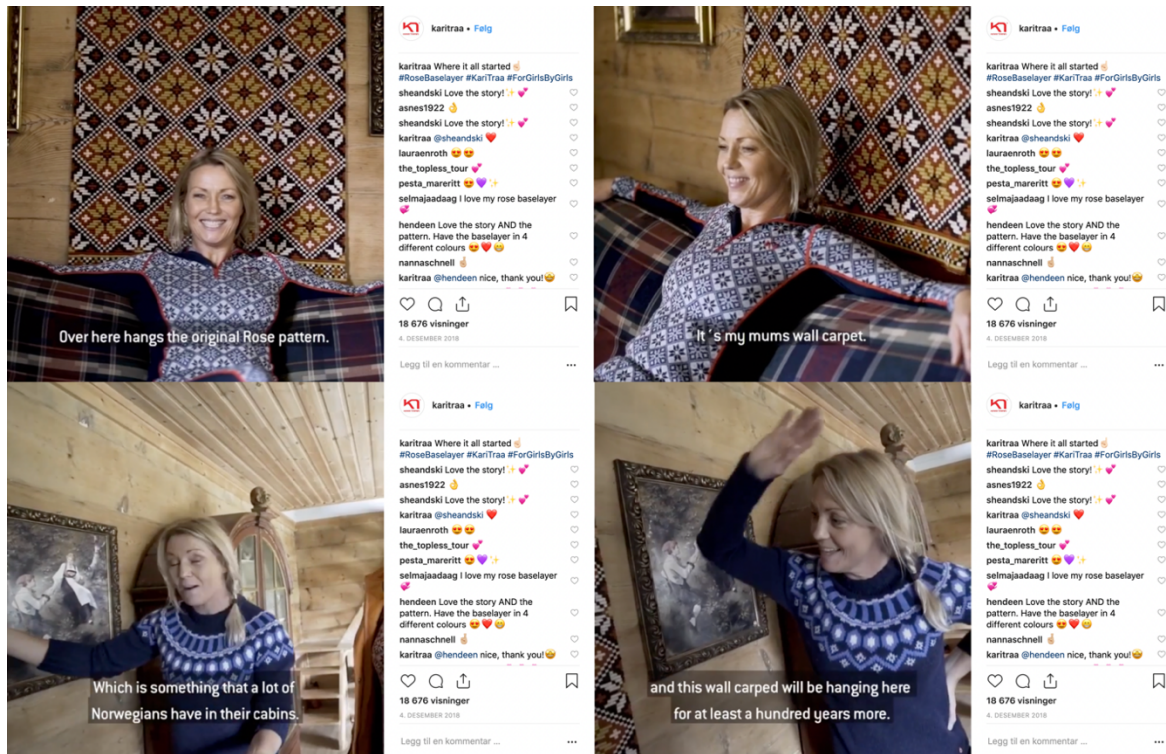 karitraa • Følg
karitraa Where it all started☝🏻
#RoseBaselayer #KariTraa #ForGirlsByGirls
sheandski Love the story!✨💕
asnes1922 👌
sheandski Love the story!✨💕
karitraa @sheandski ❤️
lauraenroth 😍😍
the_topless_tour 💕
pesta_mareritt 😍💜✨
selmajaadaag I love my rose baselayer
💞
hendeen Love the story AND the
pattern. Have the baselayer in 4
different colours 😍❤️😊
nannaschnell ☝🏼
karitraa @hendeen nice, thank you!🤩
Over here hangs the original Rose pattern.
18 676 visninger
4. DESEMBER 2018
Legg til en kommentar ...
karitraa • Følg
karitraa Where it all started☝🏻
#RoseBaselayer #KariTraa #ForGirlsByGirls
sheandski Love the story!✨💕
asnes1922 👌
sheandski Love the story!✨💕
karitraa @sheandski ❤️
lauraenroth 😍😍
the_topless_tour 💕
pesta_mareritt 😍💜✨
selmajaadaag I love my rose baselayer
💞
hendeen Love the story AND the
pattern. Have the baselayer in 4
different colours 😍❤️😊
nannaschnell ☝🏼
karitraa @hendeen nice, thank you!🤩
It´s my mums wall carpet.
18 676 visninger
4. DESEMBER 2018
Legg til en kommentar ...
karitraa • Følg
karitraa Where it all started☝🏻
#RoseBaselayer #KariTraa #ForGirlsByGirls
sheandski Love the story!✨💕
asnes1922 👌
sheandski Love the story!✨💕
karitraa @sheandski ❤️
lauraenroth 😍😍
the_topless_tour 💕
pesta_mareritt 😍💜✨
selmajaadaag I love my rose baselayer
💞
hendeen Love the story AND the
pattern. Have the baselayer in 4
different colours 😍❤️😊
nannaschnell ☝🏼
karitraa @hendeen nice, thank you!🤩
Which is something that a lot of
Norwegians have in their cabins.
18 676 visninger
4. DESEMBER 2018
Legg til en kommentar ...
karitraa • Følg
karitraa Where it all started☝🏻
#RoseBaselayer #KariTraa #ForGirlsByGirls
sheandski Love the story!✨💕
asnes1922 👌
sheandski Love the story!✨💕
karitraa @sheandski ❤️
lauraenroth 😍😍
the_topless_tour 💕
pesta_mareritt 😍💜✨
selmajaadaag I love my rose baselayer
💞
hendeen Love the story AND the
pattern. Have the baselayer in 4
different colours 😍❤️😊
nannaschnell ☝🏼
karitraa @hendeen nice, thank you!🤩
and this wall carped will be hanging here
for at least a hundred years more.
18 676 visninger
4. DESEMBER 2018
Legg til en kommentar ...